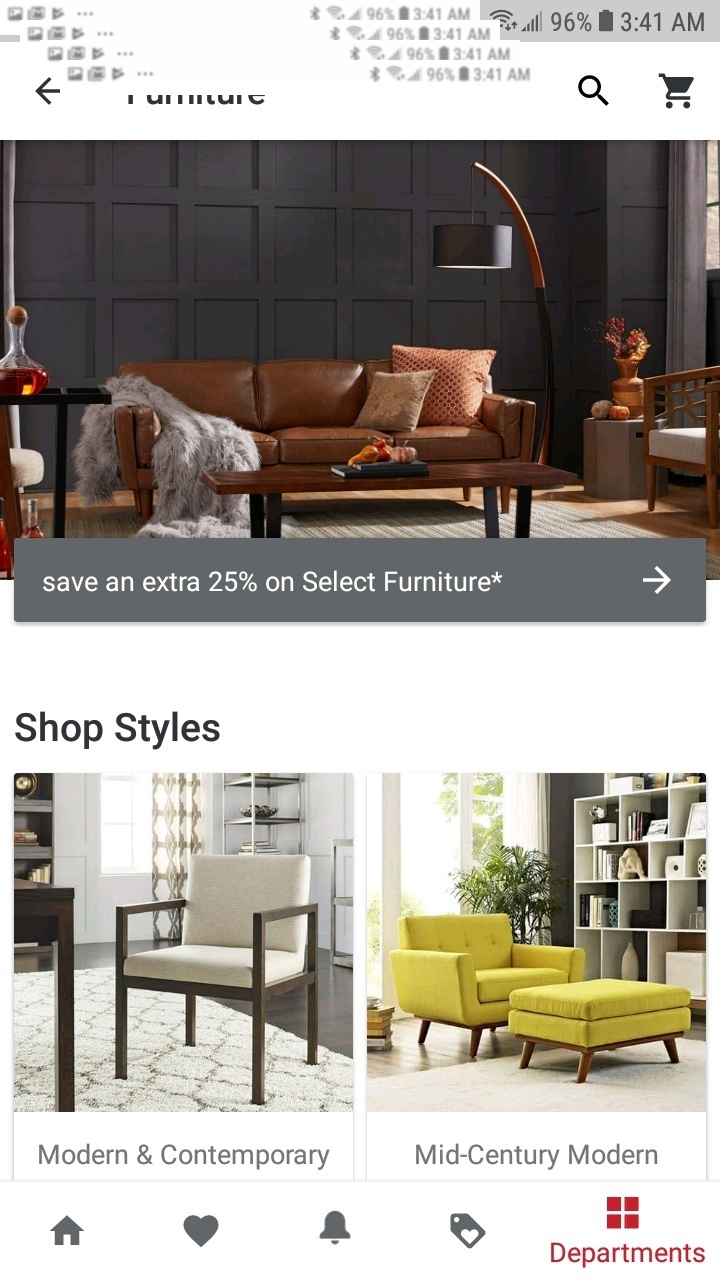 96% 3:41 AM
96% 3:41 AM
96% 3:41 AM
96% 3:41 AM
96% 3:41 AM
Furniture
save an extra 25% on Select Furniture*
Shop Styles
Modern & Contemporary
Mid-Century Modern
Departments